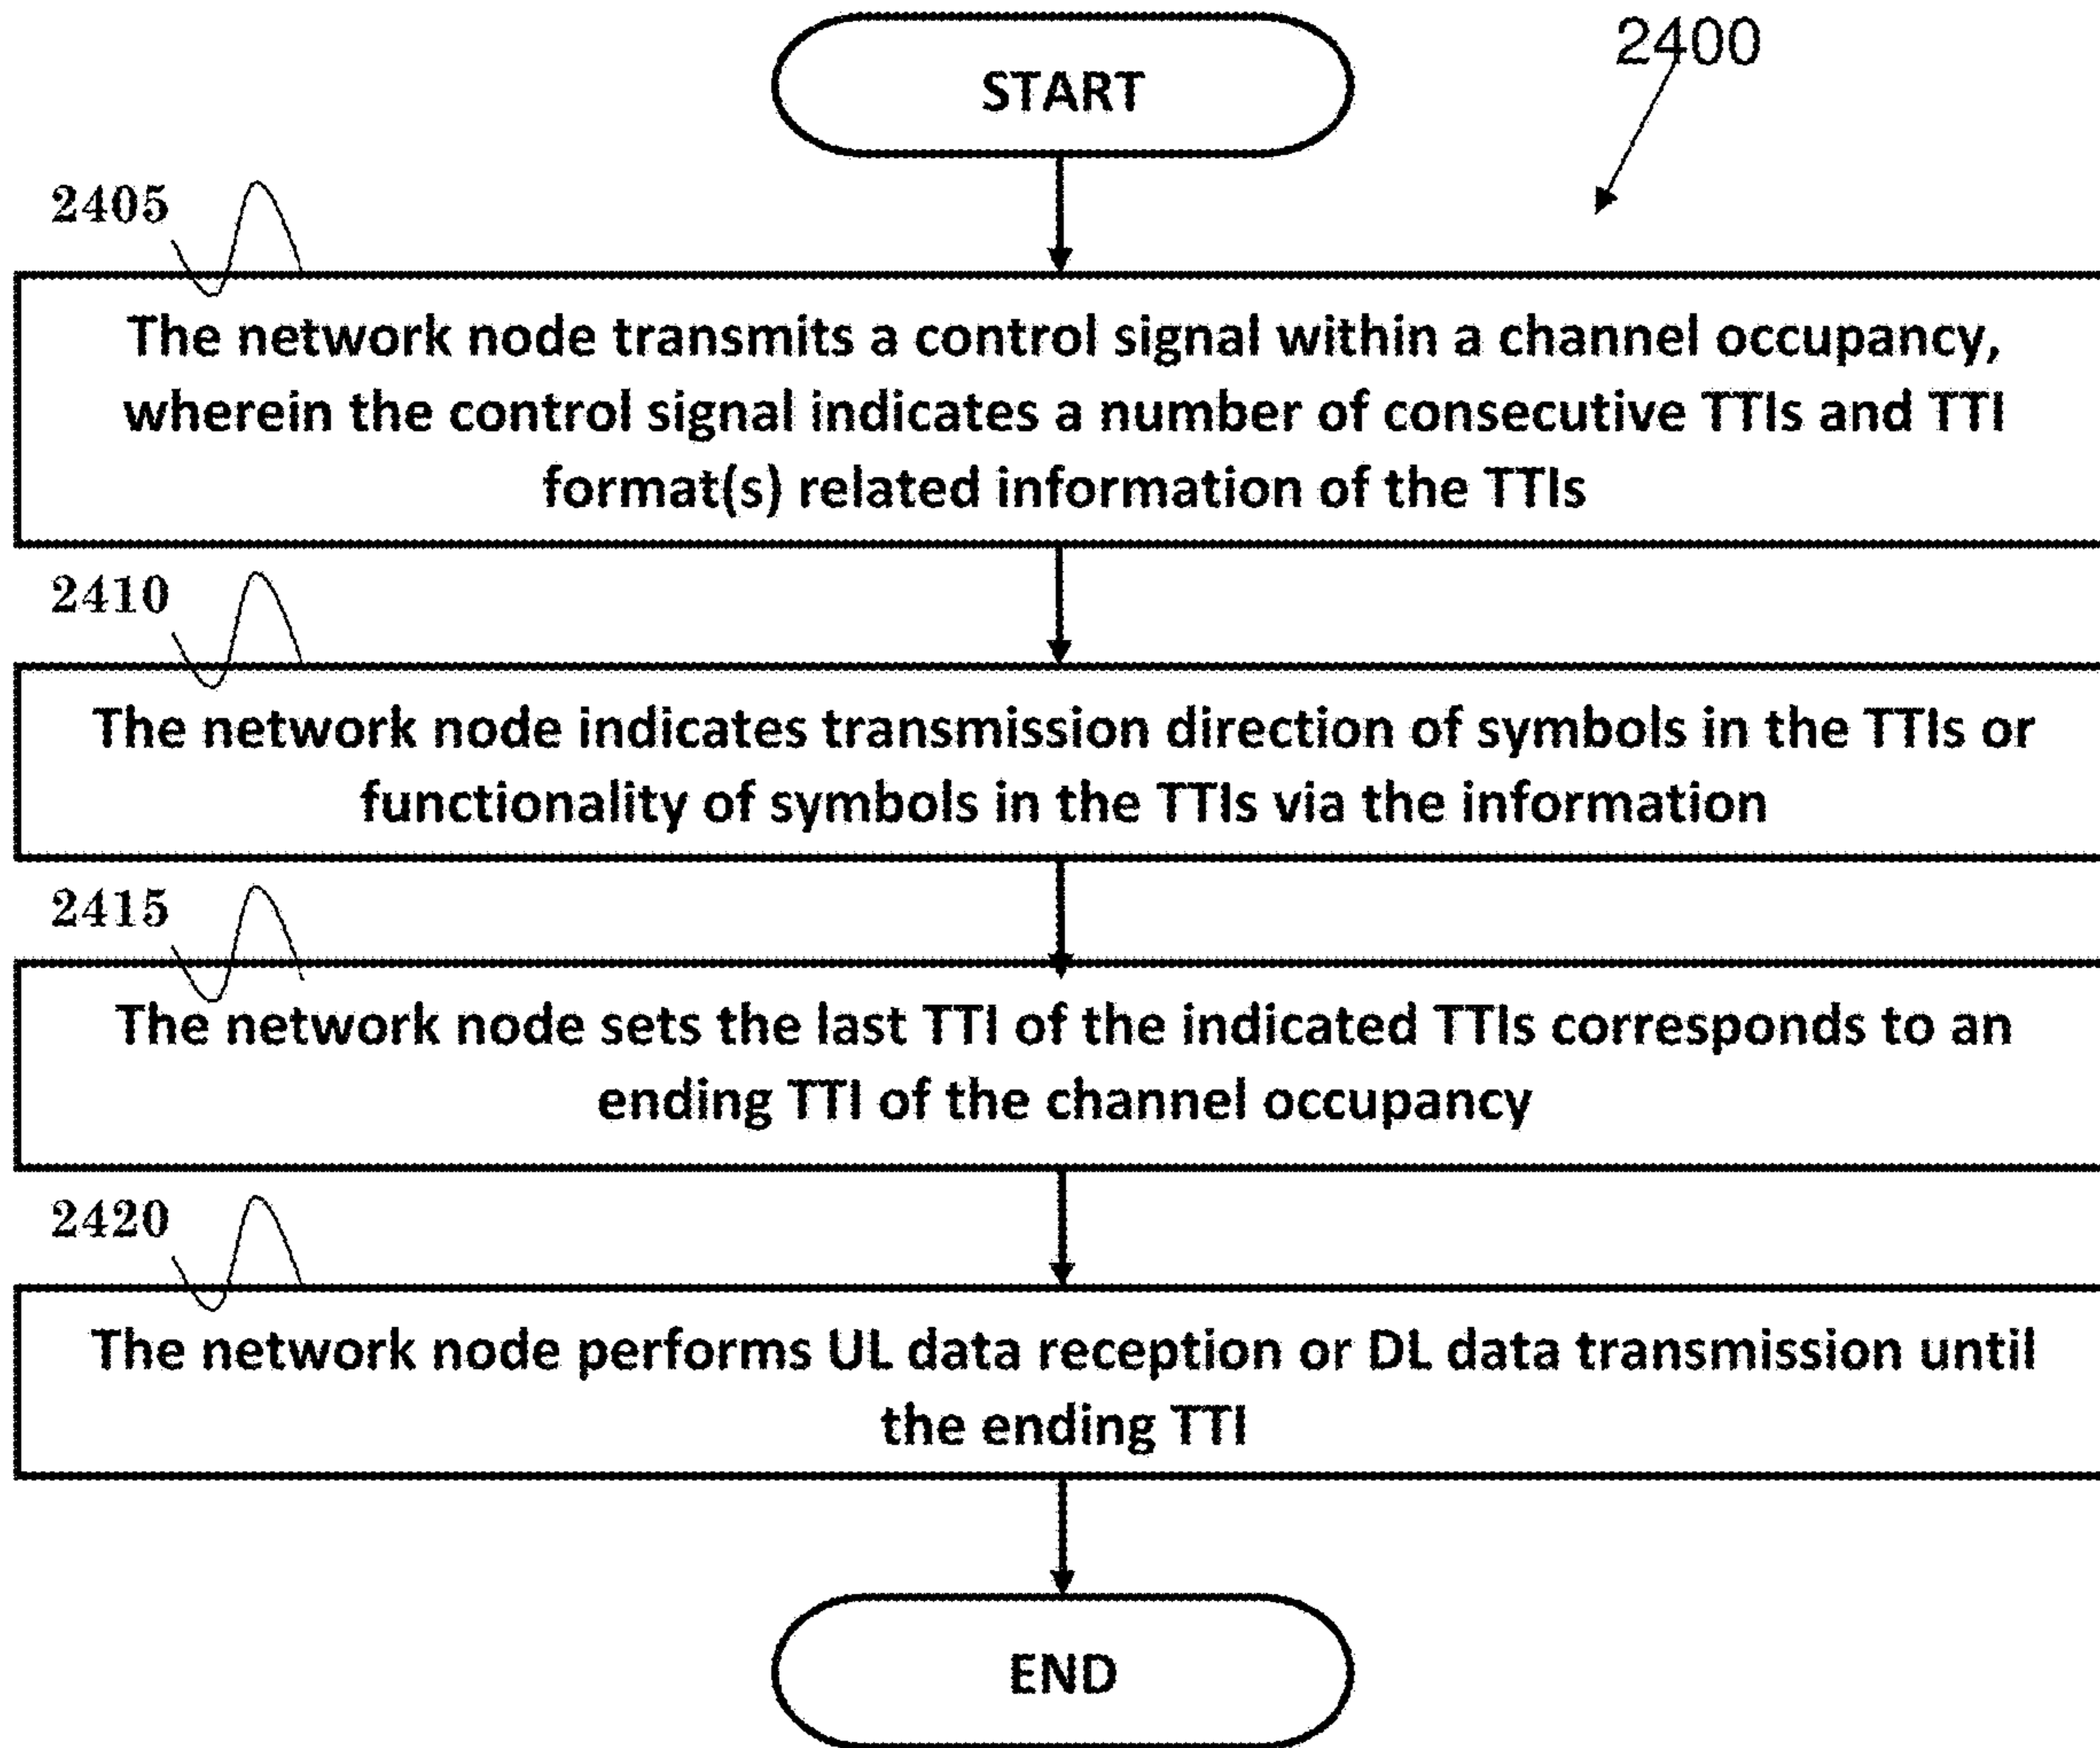 START
2400
2405
The network node transmits a control signal within a channel occupancy,
wherein the control signal indicates a number of consecutive TTIs and TTI
format(s) related information of the TTIs
2410
The network node indicates transmission direction of symbols in the TTIs or
functionality of symbols in the TTIs via the information
2415
The network node sets the last TTI of the indicated TTIs corresponds to an
ending TTI of the channel occupancy
2420
The network node performs UL data reception or DL data transmission until
the ending TTI
END